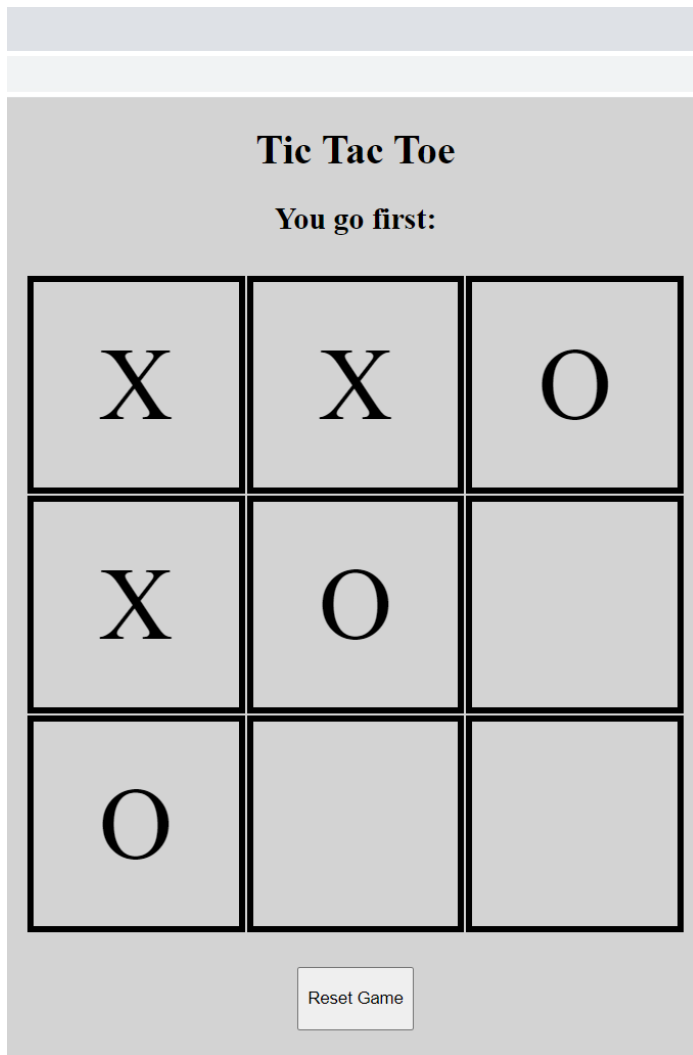 Tic Tac Toe
You go first:
X X O
X O
O
Reset Game